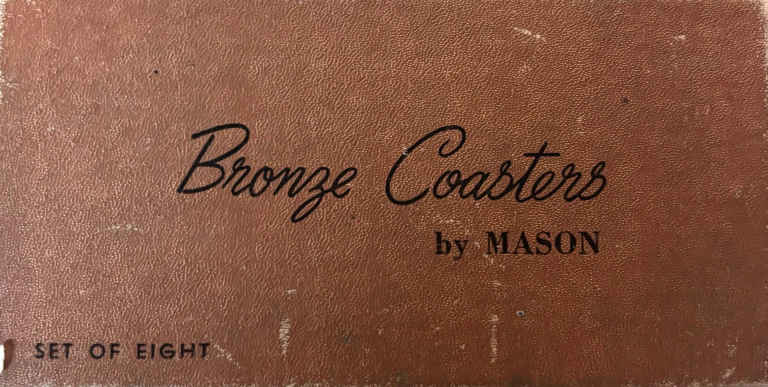 Bronze Coasters
by MASON
SET OF EIGHT